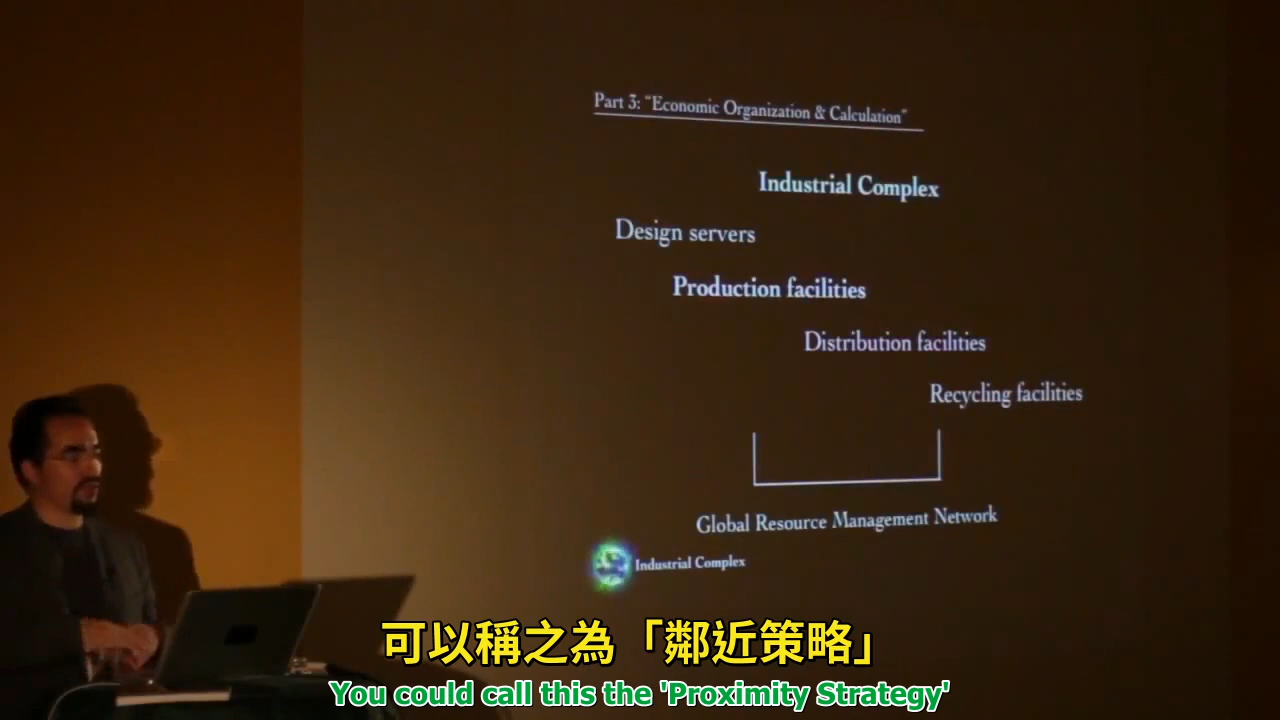 Part 3: "Economic Organization & Calculation"
Industrial Complex
Design servers
Production facilities
Distribution facilities
Recycling facilities
Global Resource Management Network
Industrial Complex
可以稱之為「鄰近策略」
You could call this the 'Proximity Strategy'